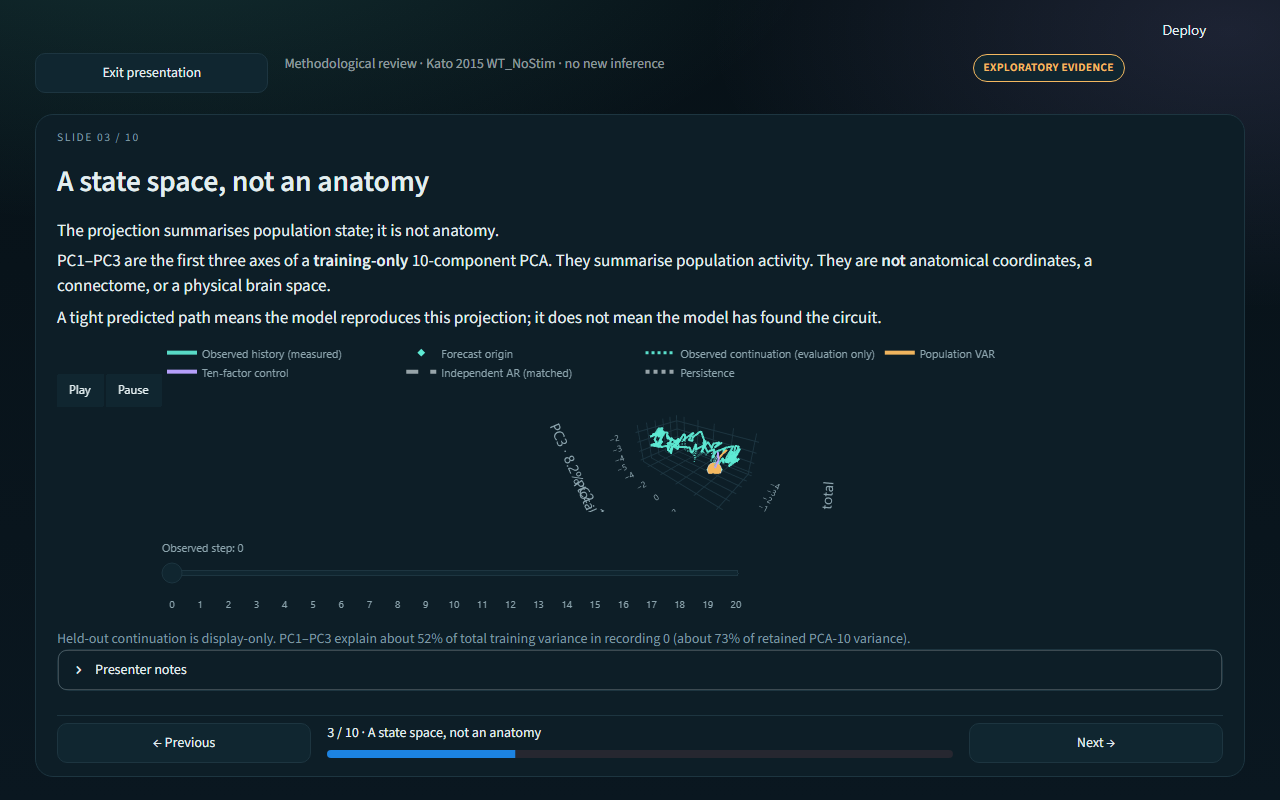 Deploy
Exit presentation
Methodological review · Kato 2015 WT_NoStim · no new inference
EXPLORATORY EVIDENCE
SLIDE 03 / 10
A state space, not an anatomy
The projection summarises population state; it is not anatomy.
PC1–PC3 are the first three axes of a training-only 10-component PCA. They summarise population activity. They are not anatomical coordinates, a
connectome, or a physical brain space.
A tight predicted path means the model reproduces this projection; it does not mean the model has found the circuit.
Observed history (measured)
Forecast origin
Observed continuation (evaluation only)
Population VAR
Ten-factor control
Independent AR (matched)
Persistence
Play
Pause
PC3 · 8.2%
total
Observed step: 0
0 1 2 3 4 5 6 7 8 9 10 11 12 13 14 15 16 17 18 19 20
Held-out continuation is display-only. PC1–PC3 explain about 52% of total training variance in recording 0 (about 73% of retained PCA-10 variance).
Presenter notes
← Previous
3 / 10 · A state space, not an anatomy
Next →